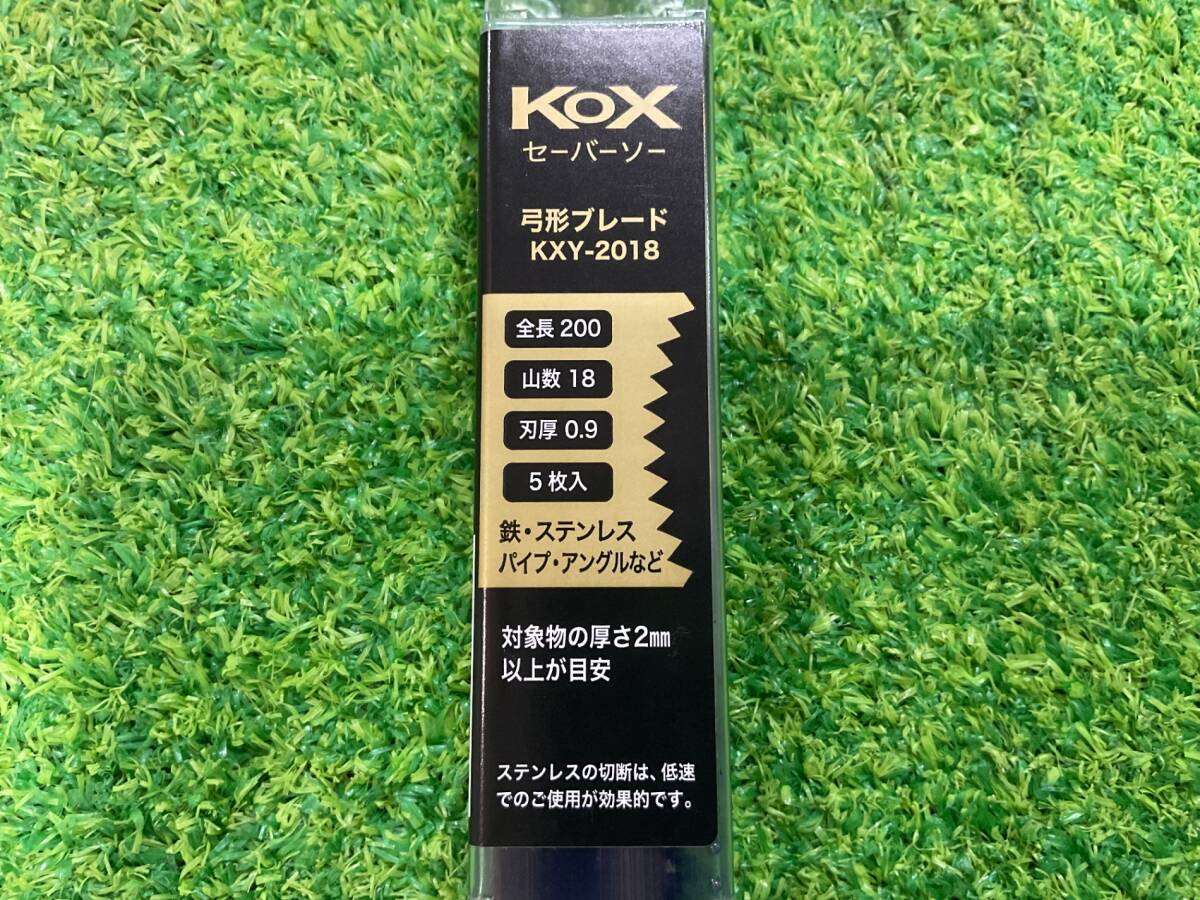 KOX
セーバーソー
弓形ブレード
KXY-2018
全長 200
山数 18
刃厚 0.9
5 枚入
鉄・ステンレス
パイプ・アングルなど
対象物の厚さ2㎜
以上が目安
ステンレスの切断は、低速
でのご使用が効果的です。